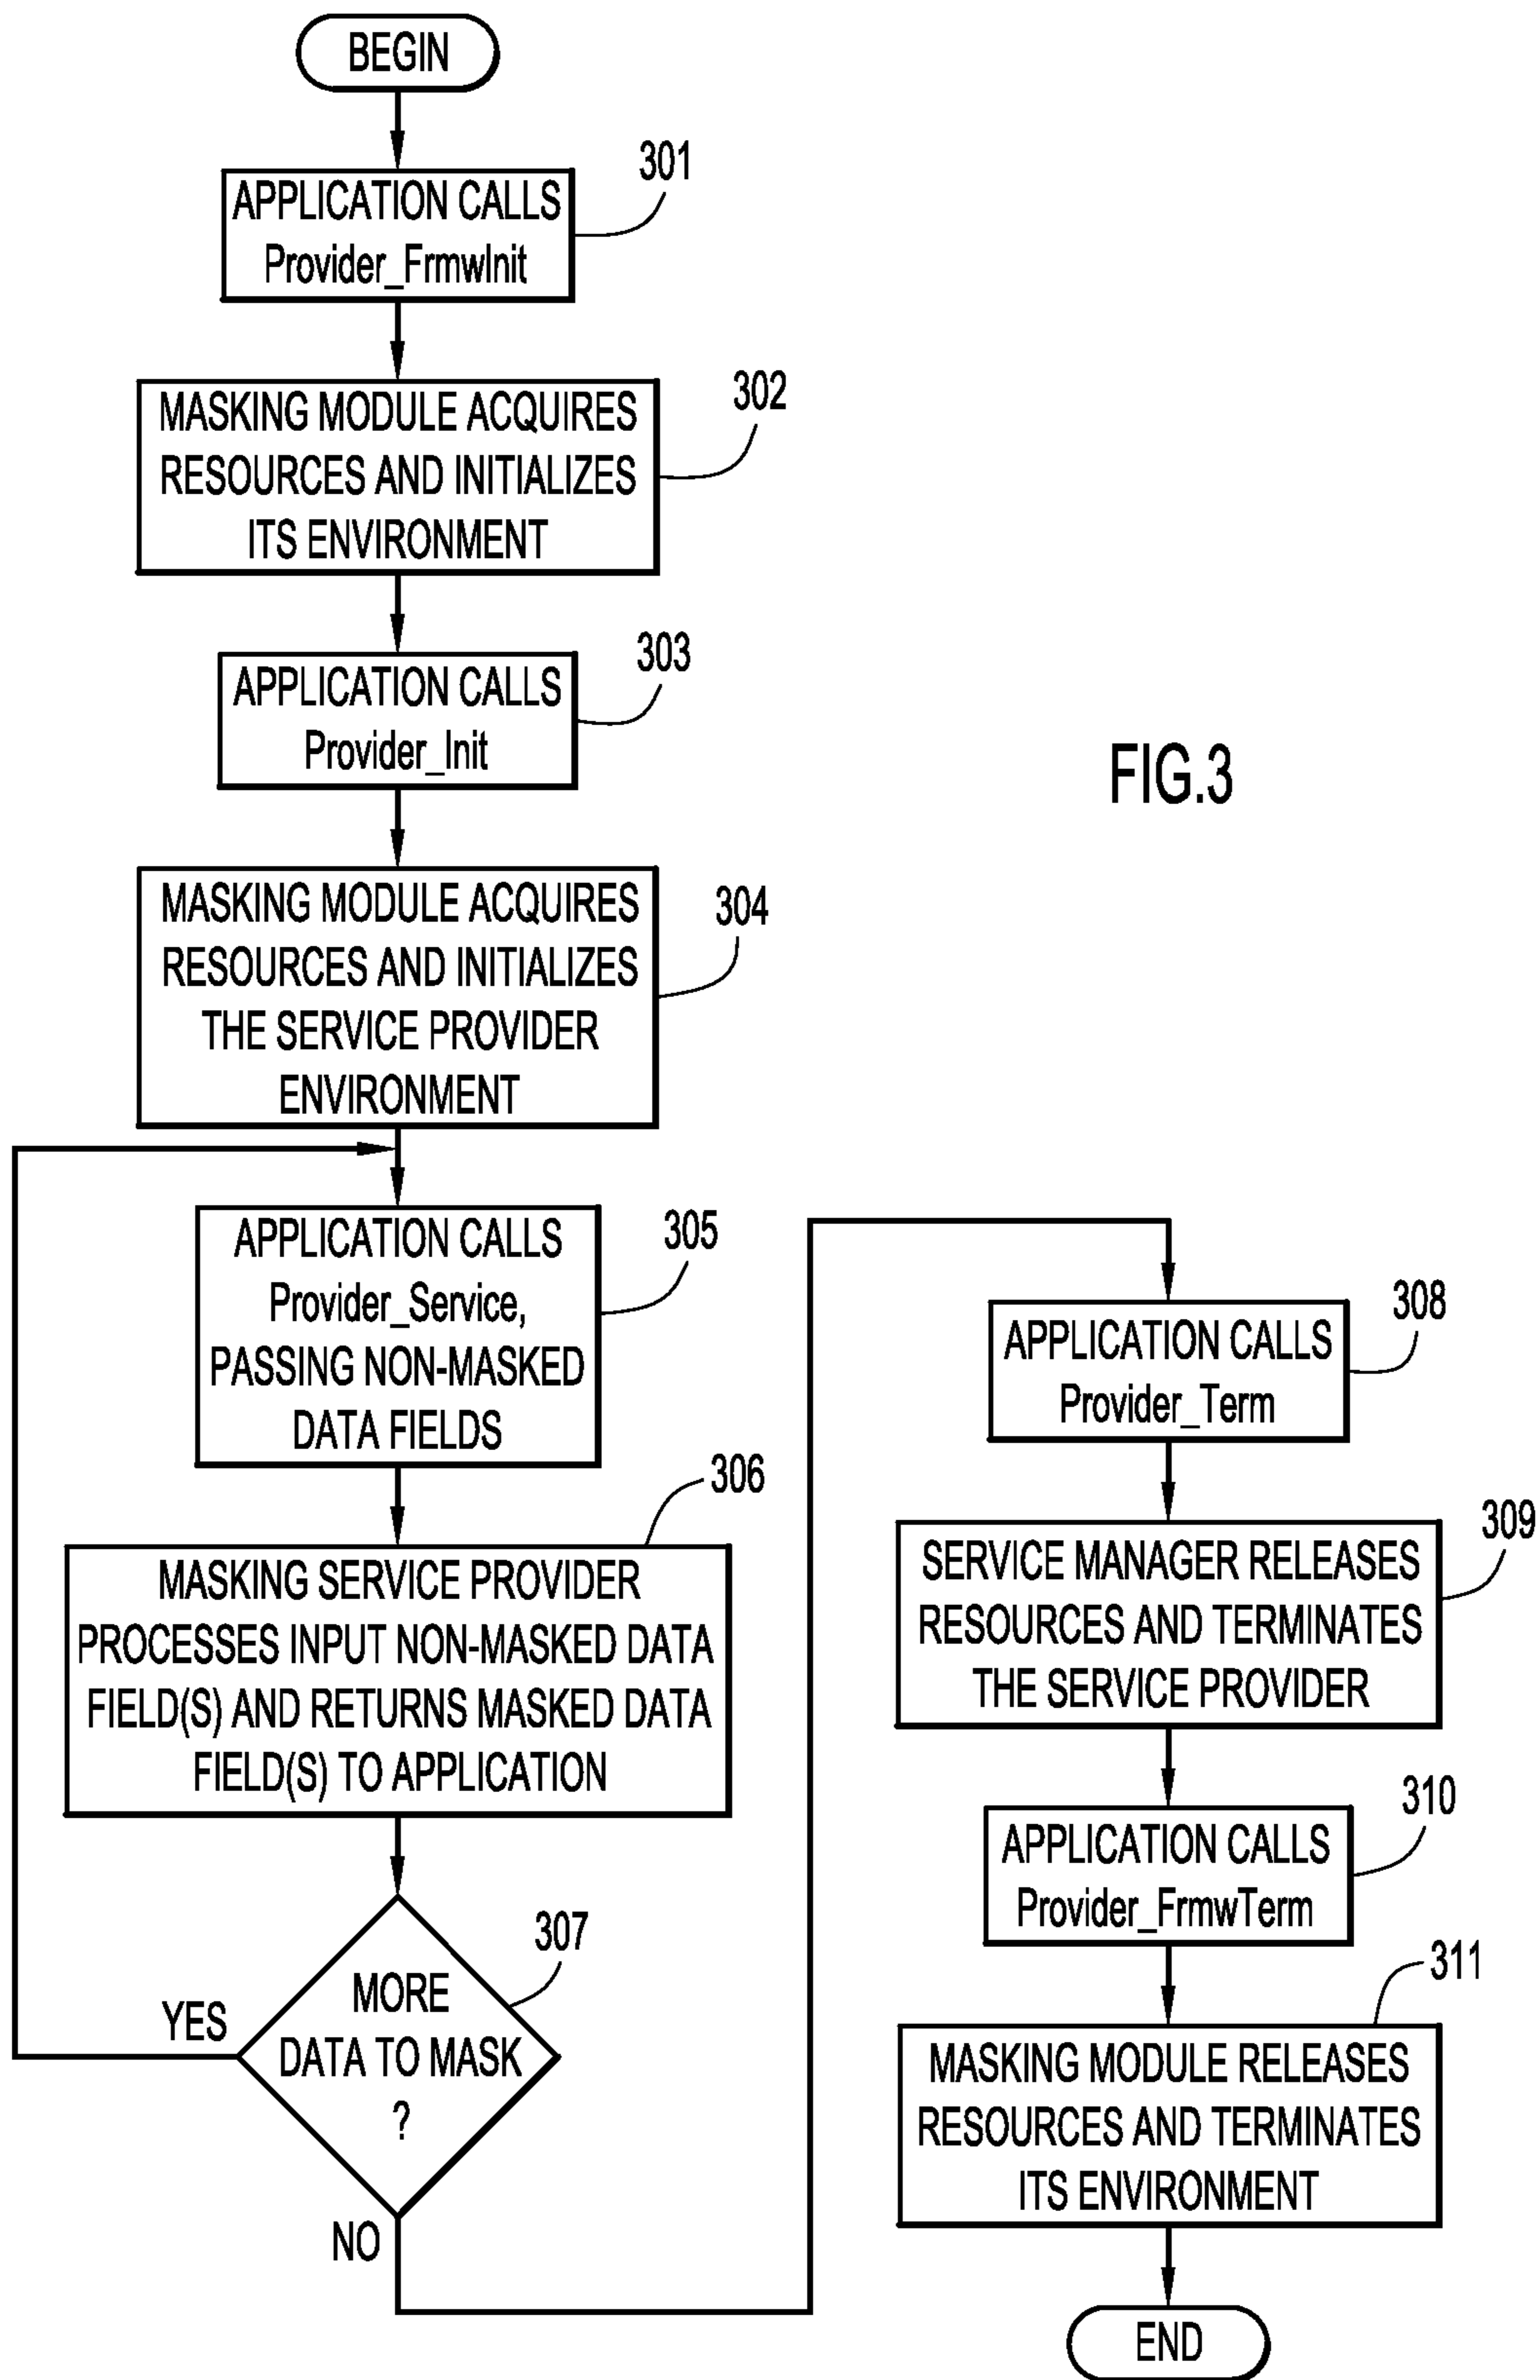 BEGIN
301
APPLICATION CALLS
Provider_FrmwInit
302
MASKING MODULE ACQUIRES
RESOURCES AND INITIALIZES
ITS ENVIRONMENT
303
APPLICATION CALLS
Provider_Init
FIG.3
304
MASKING MODULE ACQUIRES
RESOURCES AND INITIALIZES
THE SERVICE PROVIDER
ENVIRONMENT
305
APPLICATION CALLS
Provider_Service,
PASSING NON-MASKED
DATA FIELDS
306
MASKING SERVICE PROVIDER
PROCESSES INPUT NON-MASKED DATA
FIELD(S) AND RETURNS MASKED DATA
FIELD(S) TO APPLICATION
307
MORE
DATA TO MASK
?
YES
NO
308
APPLICATION CALLS
Provider_Term
309
SERVICE MANAGER RELEASES
RESOURCES AND TERMINATES
THE SERVICE PROVIDER
310
APPLICATION CALLS
Provider_FrmwTerm
311
MASKING MODULE RELEASES
RESOURCES AND TERMINATES
ITS ENVIRONMENT
END